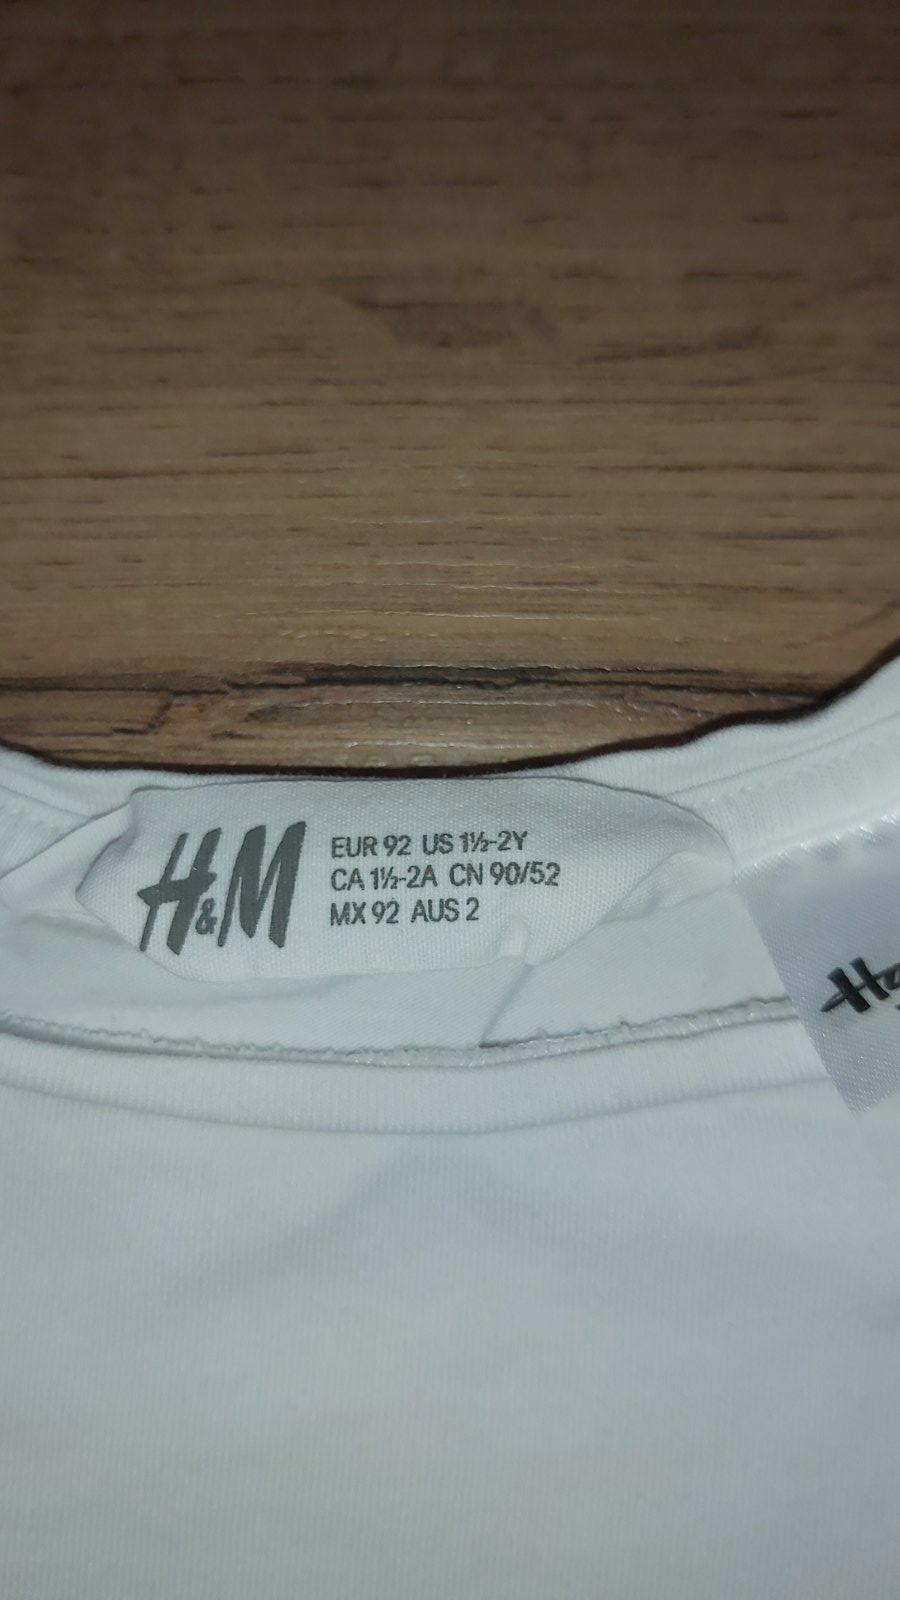 H&M
EUR 92 US 1½-2Y
CA 1½-2A CN 90/52
MX 92 AUS 2